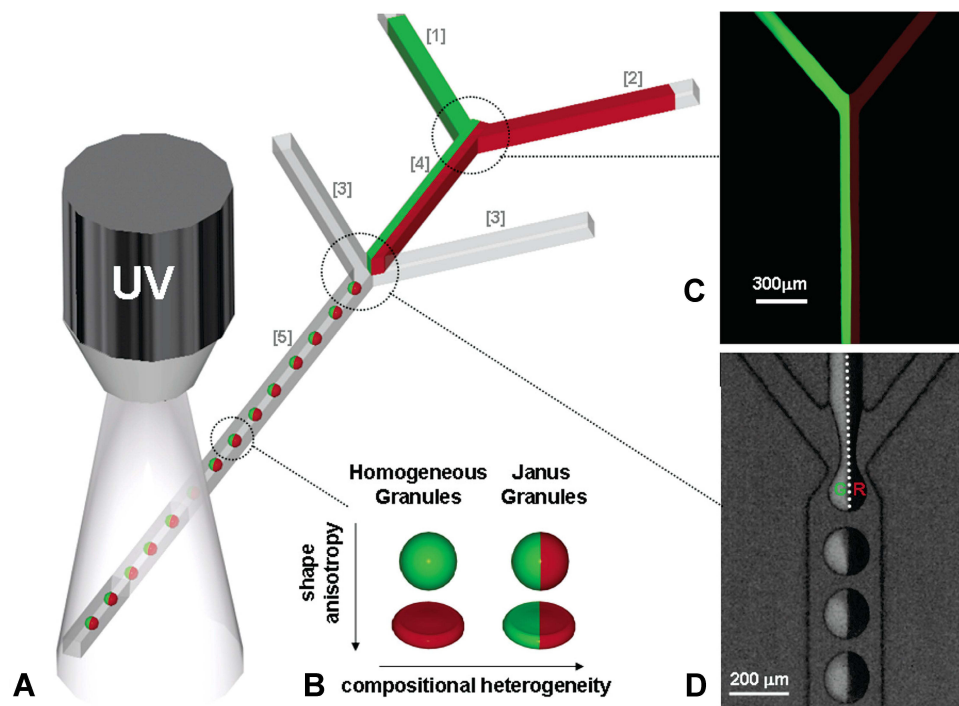 [1]
[2]
[3]
[4]
[3]
[5]
UV
A
Homogeneous
Granules
Janus
Granules
shape
anisotropy
compositional heterogeneity
B
300μm
C
G R
200 μm
D